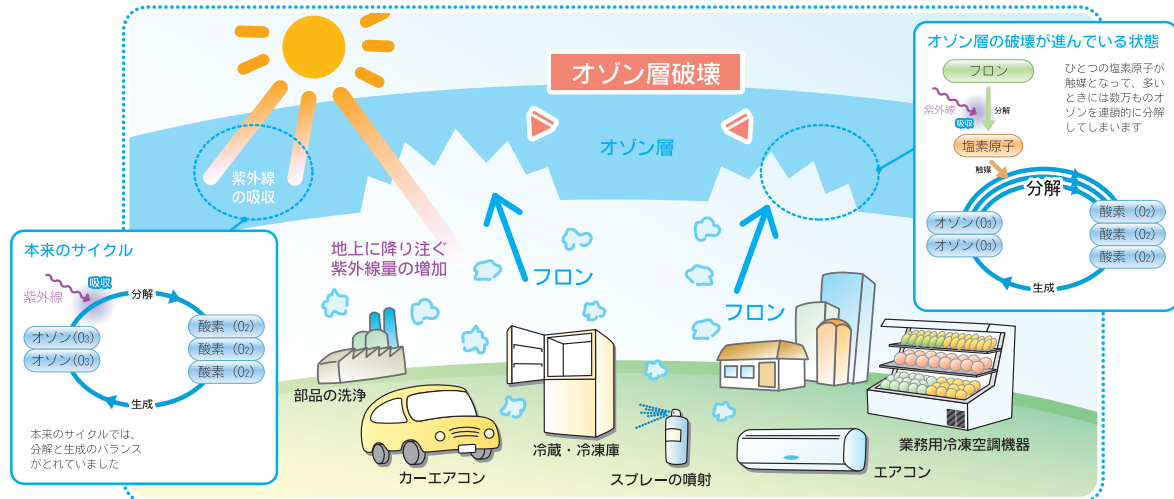 オゾン層破壊
オゾン層
紫外線
の吸収
地上に降り注ぐ
紫外線量の増加
フロン
フロン
部品の洗浄
カーエアコン
冷蔵・冷凍庫
スプレーの噴射
エアコン
業務用冷凍空調機器
本来のサイクル
紫外線
吸収
分解
オゾン(O₃)
オゾン(O₃)
酸素（O₂）
酸素（O₂）
酸素（O₂）
生成
本来のサイクルでは、
分解と生成のバランス
がとれていました
オゾン層の破壊が進んでいる状態
フロン
紫外線
吸収
分解
塩素原子
触媒
ひとつの塩素原子が
触媒となって、多い
ときには数万ものオ
ゾンを連鎖的に分解
してしまいます
分解
オゾン(O₃)
オゾン(O₃)
酸素（O₂）
酸素（O₂）
酸素（O₂）
生成